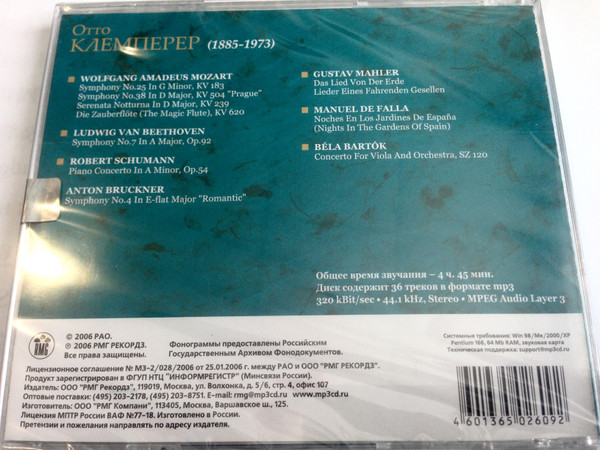 Отто
КЛЕМПЕРЕР (1885-1973)
WOLFGANG AMADEUS MOZART
Symphony No.25 In G Minor, KV 183
Symphony No.38 In D Major, KV 504 "Prague"
Serenata Notturna In D Major, KV 239
Die Zauberflöte (The Magic Flute), KV 620
LUDWIG VAN BEETHOVEN
Symphony No.7 In A Major, Op.92
ROBERT SCHUMANN
Piano Concerto In A Minor, Op.54
ANTON BRUCKNER
Symphony No.4 In E-flat Major "Romantic"
GUSTAV MAHLER
Das Lied Von Der Erde
Lieder Eines Fahrenden Gesellen
MANUEL DE FALLA
Noches En Los Jardines De España
(Nights In The Gardens Of Spain)
BÉLA BARTÓK
Concerto For Viola And Orchestra, SZ 120
Общее время звучания – 4 ч. 45 мин.
Диск содержит 36 треков в формате mp3
320 kBit/sec • 44.1 kHz, Stereo • MPEG Audio Layer 3
RMG
© 2006 РАО.
℗ 2006 РМГ РЕКОРДЗ.
Все права защищены.
Фонограммы предоставлены Российским
Государственным Архивом Фонодокументов.
Системные требования: Win 98/Me/2000/XP
Pentium 166, 64 Mb RAM, звуковая карта
Техническая поддержка: support@mp3cd.ru
Лицензионное соглашение № МЗ–2/028/2006 от 25.01.2006 г. между РАО и ООО "РМГ РЕКОРДЗ".
Продукт зарегистрирован в ФГУП НТЦ "ИНФОРМРЕГИСТР" (Минсвязи России).
Издатель: ООО "РМГ Рекордз", 119019, Москва, ул. Волхонка, д. 5/6, стр. 4, офис 107
Оптовые поставки: (495) 203–2178, (495) 203–8751. E-mail: rmg@mp3cd.ru www.mp3cd.ru
Изготовитель: ООО "РМГ Компани", 113405, Москва, Варшавское ш., 125.
Лицензия МПТР России ВАФ №77–18. Изготовлено в России.
Претензии и пожелания направлять по адресу издателя.
4 601365 026092